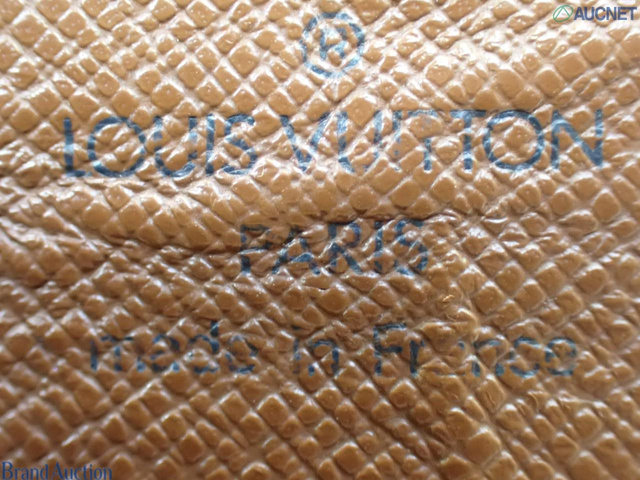 AUCNET
®
LOUIS VUITTON
PARIS
made in France
Brand Auction